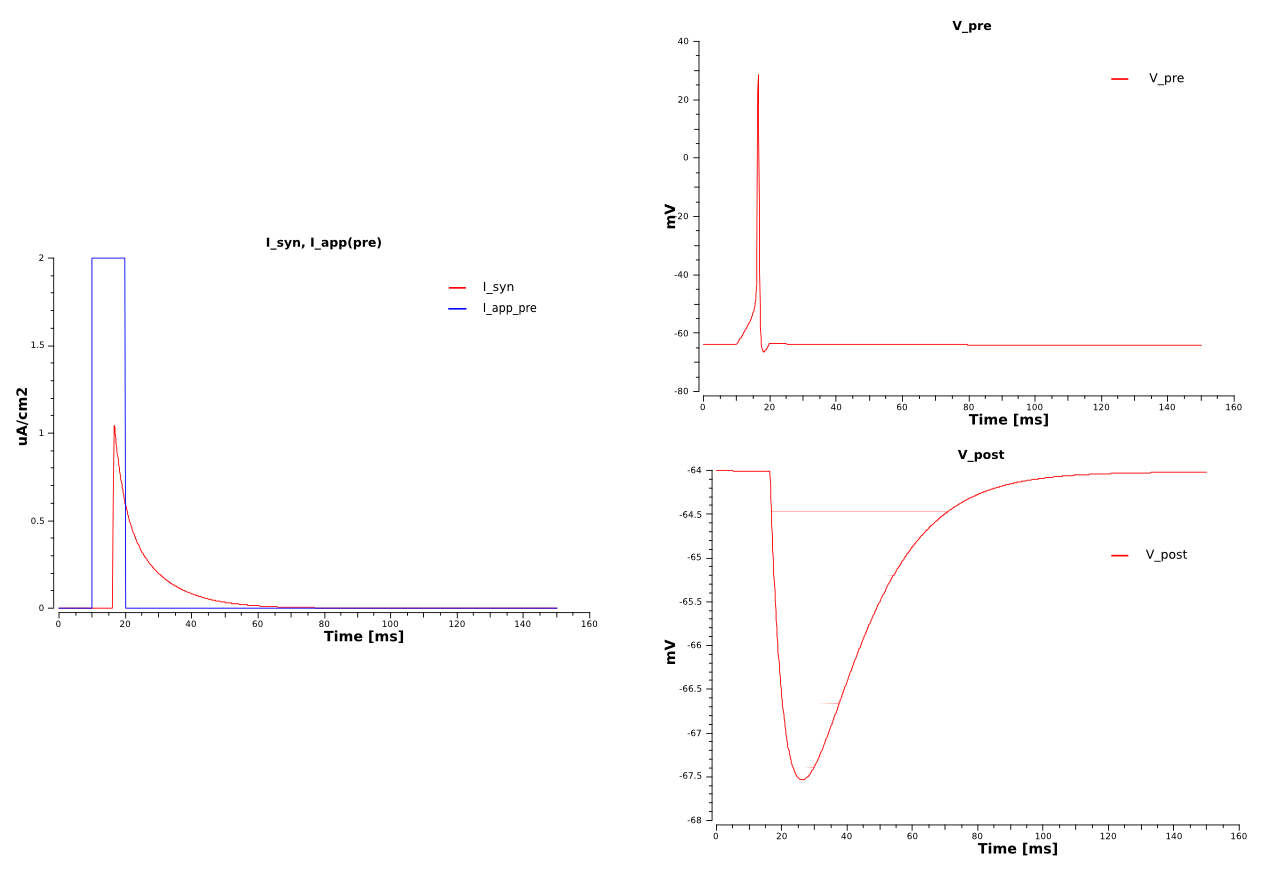 I_syn, I_app(pre)
2
1.5
1
0.5
0
uA/cm2
I_syn
I_app_pre
0 20 40 60 80 100 120 140 160
Time [ms]
V_pre
40
20
0
-20
-40
-60
-80
mV
V_pre
0 20 40 60 80 100 120 140 160
Time [ms]
V_post
-64
-64.5
-65
-65.5
-66
-66.5
-67
-67.5
-68
mV
V_post
0 20 40 60 80 100 120 140 160
Time [ms]